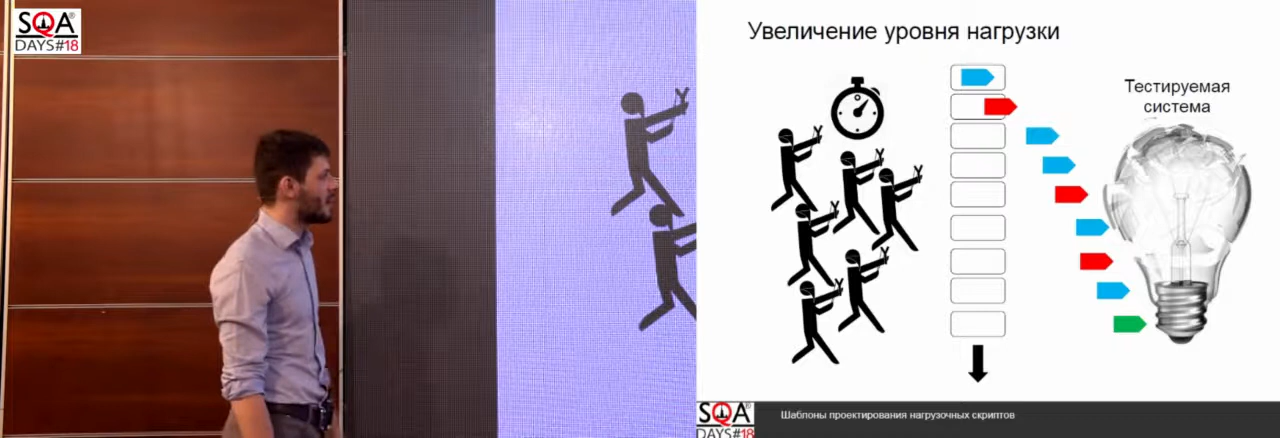 SQA®
DAYS#18
Увеличение уровня нагрузки
Тестируемая
система
SQA®
DAYS#18
Шаблоны проектирования нагрузочных скриптов